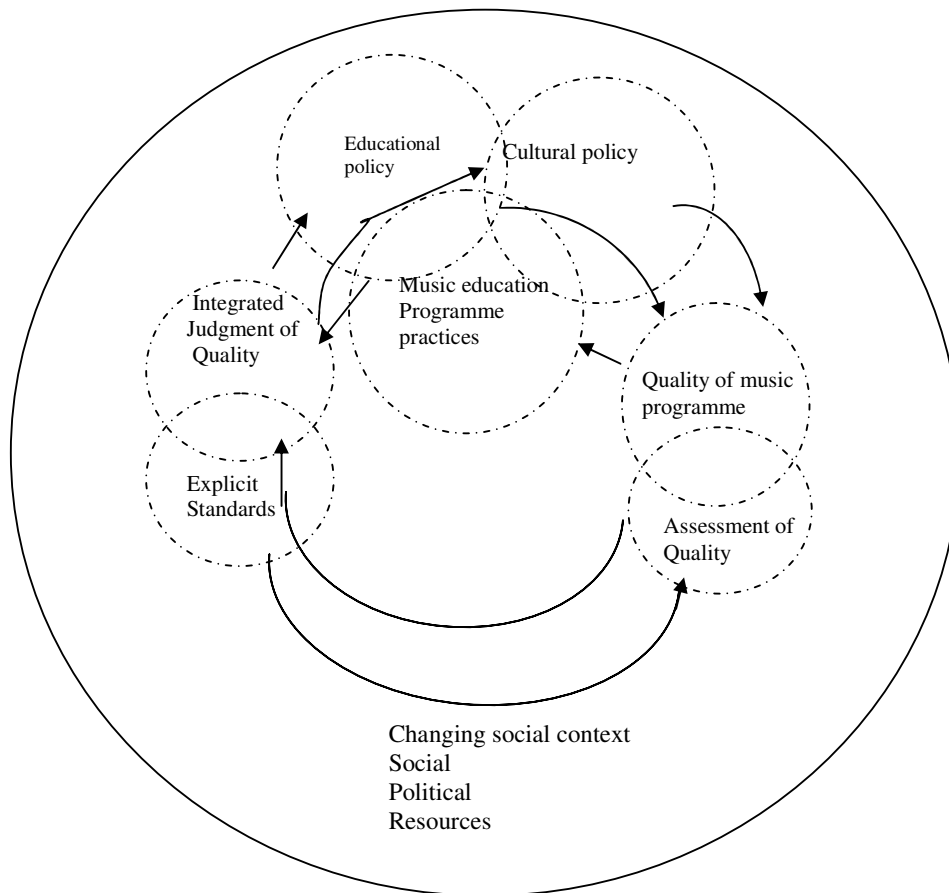 Educational
policy
Cultural policy
Music education
Programme
practices
Integrated
Judgment of
Quality
Quality of music
programme
Explicit
Standards
Assessment of
Quality
Changing social context
Social
Political
Resources